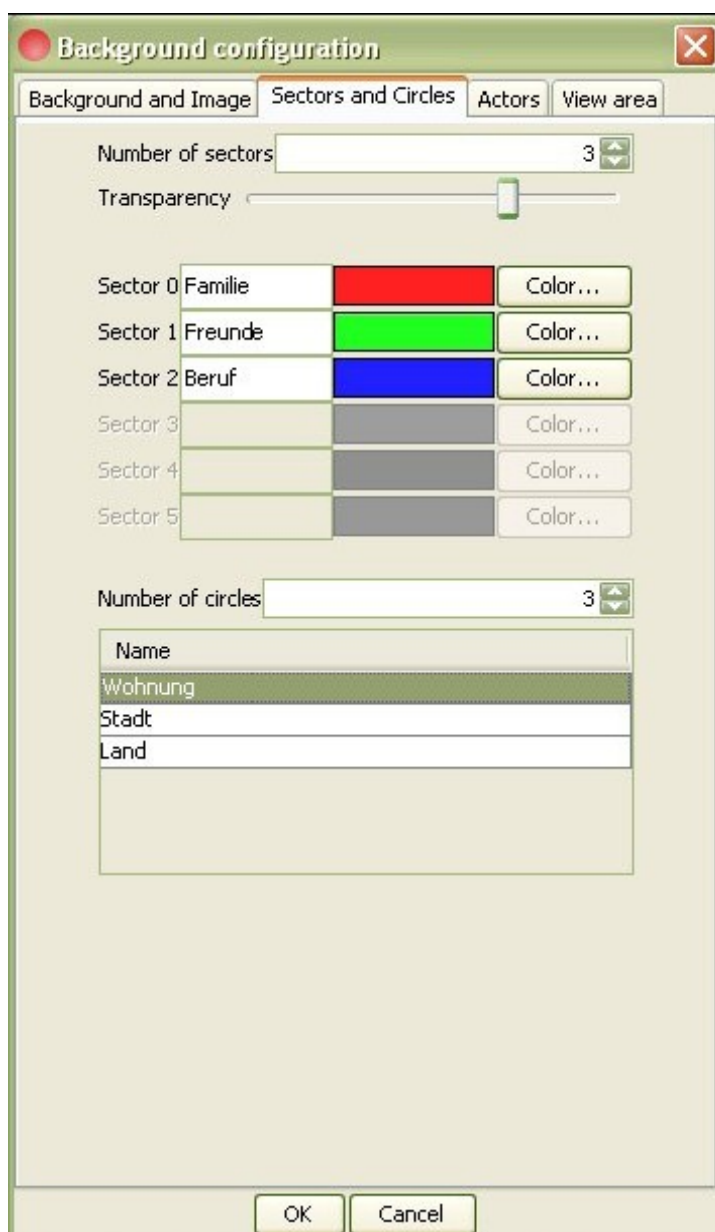 Background configuration
Background and Image Sectors and Circles Actors View area
Number of sectors 3
Transparency
Sector 0 Familie Color...
Sector 1 Freunde Color...
Sector 2 Beruf Color...
Sector 3 Color...
Sector 4 Color...
Sector 5 Color...
Number of circles 3
Name
Wohnung
Stadt
Land
OK Cancel